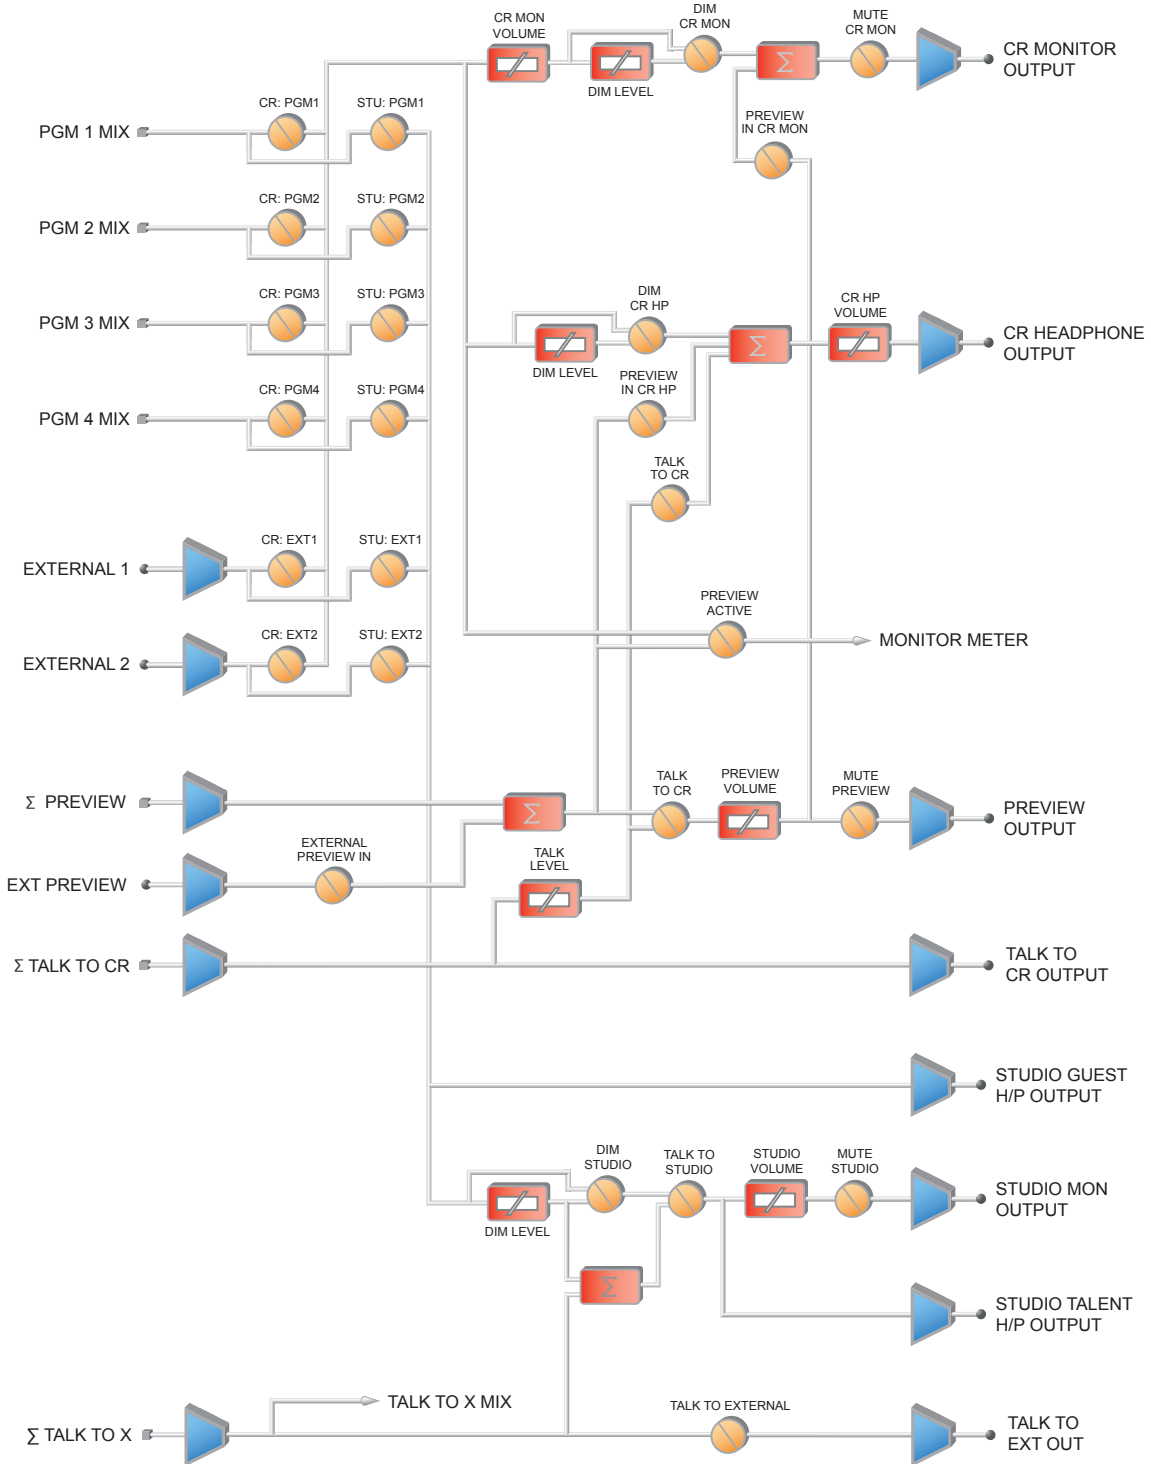 CR MON
VOLUME
DIM
CR MON
MUTE
CR MON
CR MONITOR
OUTPUT
DIM LEVEL
PREVIEW
IN CR MON
CR: PGM1
STU: PGM1
PGM 1 MIX
CR: PGM2
STU: PGM2
PGM 2 MIX
CR: PGM3
STU: PGM3
PGM 3 MIX
DIM
CR HP
CR HP
VOLUME
CR HEADPHONE
OUTPUT
DIM LEVEL
PREVIEW
IN CR HP
CR: PGM4
STU: PGM4
PGM 4 MIX
TALK
TO CR
CR: EXT1
STU: EXT1
EXTERNAL 1
PREVIEW
ACTIVE
MONITOR METER
CR: EXT2
STU: EXT2
EXTERNAL 2
Σ PREVIEW
Σ
TALK
TO CR
PREVIEW
VOLUME
MUTE
PREVIEW
PREVIEW
OUTPUT
EXTERNAL
PREVIEW IN
EXT PREVIEW
TALK
LEVEL
Σ TALK TO CR
TALK TO
CR OUTPUT
STUDIO GUEST
H/P OUTPUT
DIM
STUDIO
TALK TO
STUDIO
STUDIO
VOLUME
MUTE
STUDIO
STUDIO MON
OUTPUT
DIM LEVEL
Σ
STUDIO TALENT
H/P OUTPUT
TALK TO X MIX
TALK TO EXTERNAL
Σ TALK TO X
TALK TO
EXT OUT
Σ
Σ